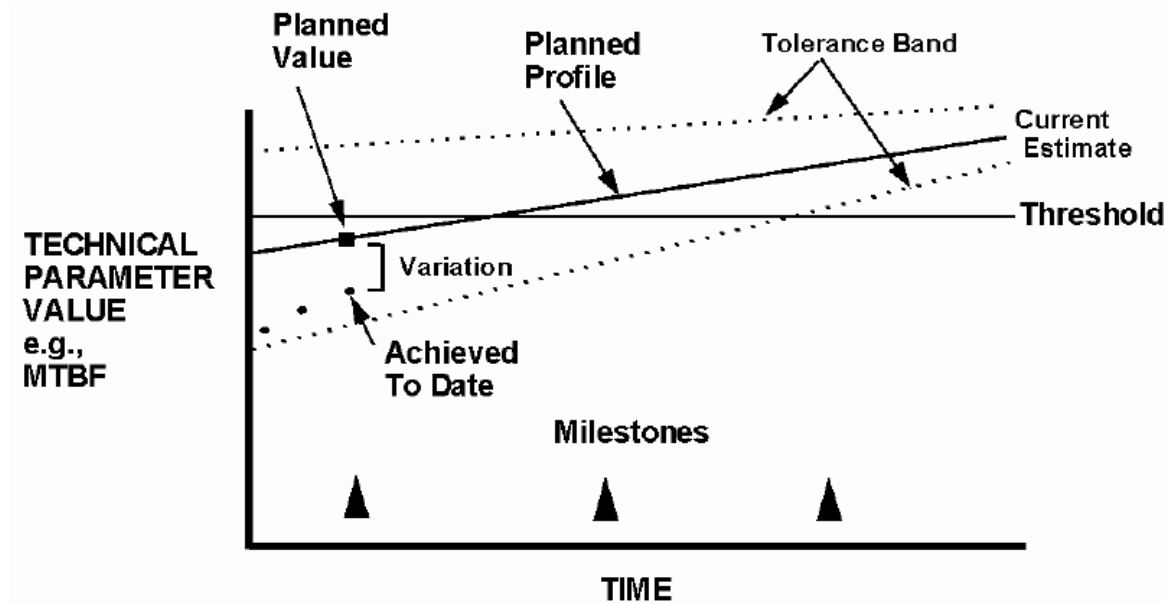 Planned
Value
Planned
Profile
Tolerance Band
Current
Estimate
Threshold
TECHNICAL
PARAMETER
VALUE
e.g.,
MTBF
Variation
Achieved
To Date
Milestones
TIME